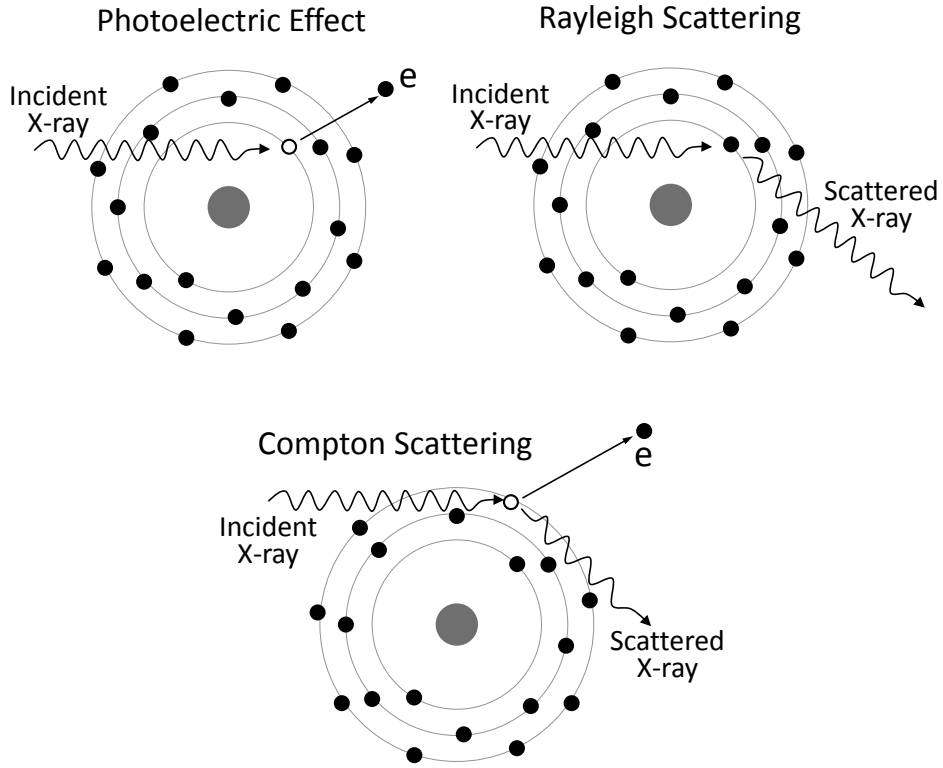 Photoelectric Effect
Incident
X-ray
e
Rayleigh Scattering
Incident
X-ray
Scattered
X-ray
Compton Scattering
Incident
X-ray
e
Scattered
X-ray